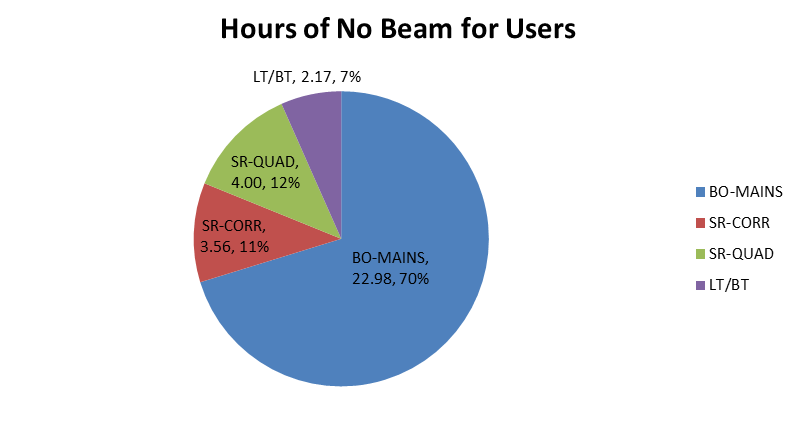 Hours of No Beam for Users
LT/BT, 2.17, 7%
SR-QUAD,
4.00, 12%
SR-CORR,
3.56, 11%
BO-MAINS,
22.98, 70%
BO-MAINS
SR-CORR
SR-QUAD
LT/BT